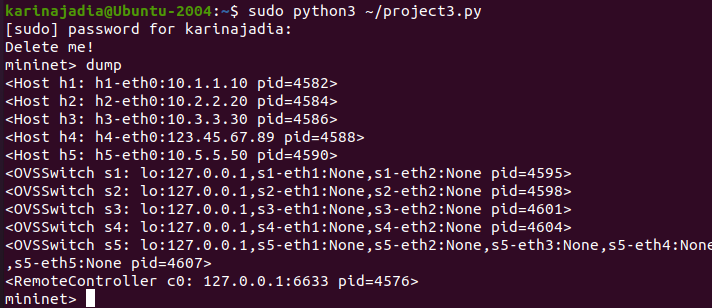 karinajadia@Ubuntu-2004:~$ sudo python3 ~/project3.py
[sudo] password for karinajadia:
Delete me!
mininet> dump
<Host h1: h1-eth0:10.1.1.10 pid=4582>
<Host h2: h2-eth0:10.2.2.20 pid=4584>
<Host h3: h3-eth0:10.3.3.30 pid=4586>
<Host h4: h4-eth0:123.45.67.89 pid=4588>
<Host h5: h5-eth0:10.5.5.50 pid=4590>
<OVSSwitch s1: lo:127.0.0.1,s1-eth1:None,s1-eth2:None pid=4595>
<OVSSwitch s2: lo:127.0.0.1,s2-eth1:None,s2-eth2:None pid=4598>
<OVSSwitch s3: lo:127.0.0.1,s3-eth1:None,s3-eth2:None pid=4601>
<OVSSwitch s4: lo:127.0.0.1,s4-eth1:None,s4-eth2:None pid=4604>
<OVSSwitch s5: lo:127.0.0.1,s5-eth1:None,s5-eth2:None,s5-eth3:None,s5-eth4:None
,s5-eth5:None pid=4607>
<RemoteController c0: 127.0.0.1:6633 pid=4576>
mininet>